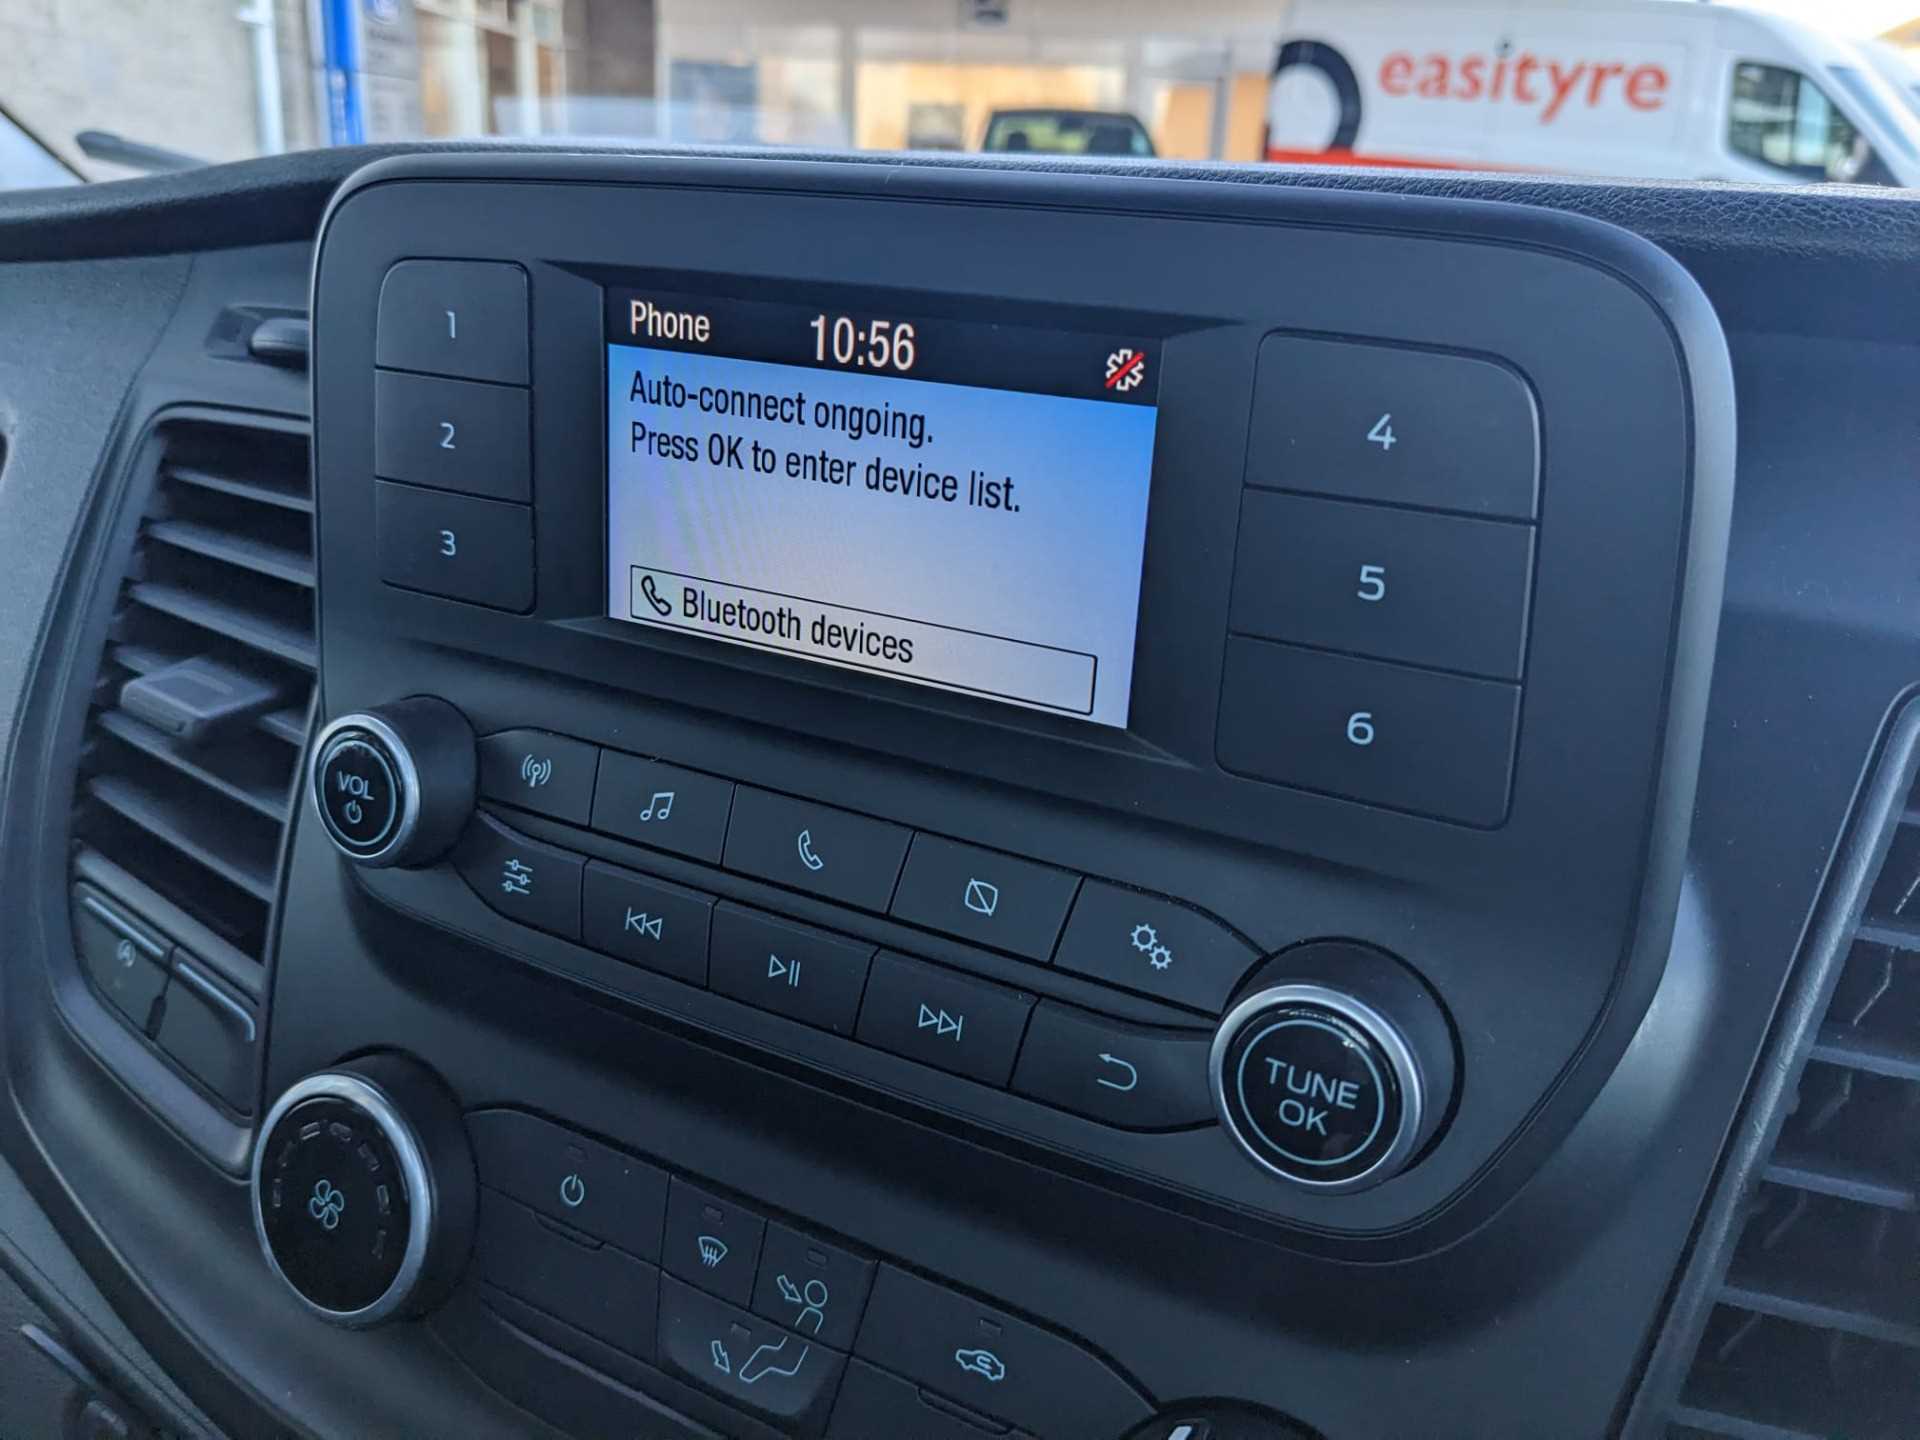 easityre
Phone 10:56
Auto-connect ongoing.
Press OK to enter device list.
Bluetooth devices
1
2
3
4
5
6
VOL
TUNE
OK
A